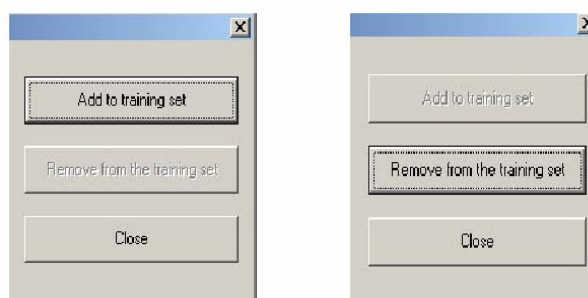 Add to training set
Remove from the training set
Close
Add to training set
Remove from the training set
Close